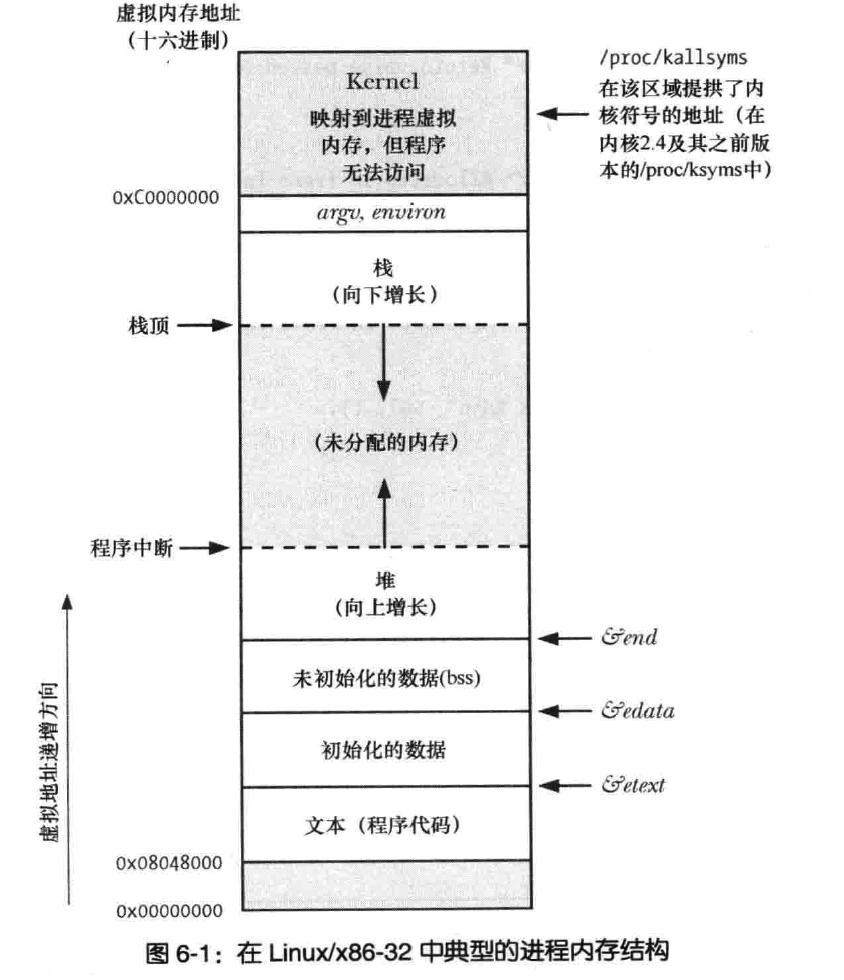 虚拟内存地址
（十六进制）
Kernel
映射到进程虚拟
内存，但程序
无法访问
/proc/kallsyms
在该区域提拱了内
核符号的地址（在
内核2.4及其之前版
本的/proc/ksyms中）
0xC0000000
argv, environ
栈
（向下增长）
栈顶
（未分配的内存）
程序中断
堆
（向上增长）
&end
未初始化的数据(bss)
&edata
初始化的数据
&etext
文本（程序代码）
虚拟地址递增方向
0x08048000
0x00000000
图 6-1：在 Linux/x86-32 中典型的进程内存结构